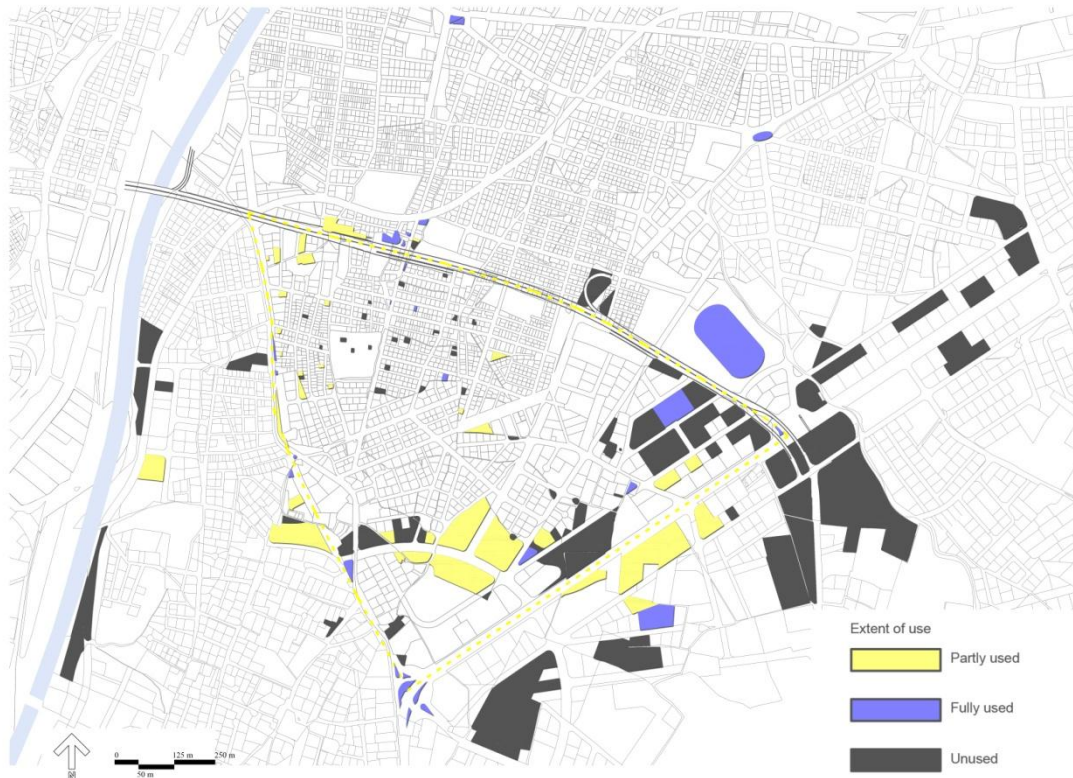 Extent of use
Partly used
Fully used
Unused
0 125 m 250 m
50 m